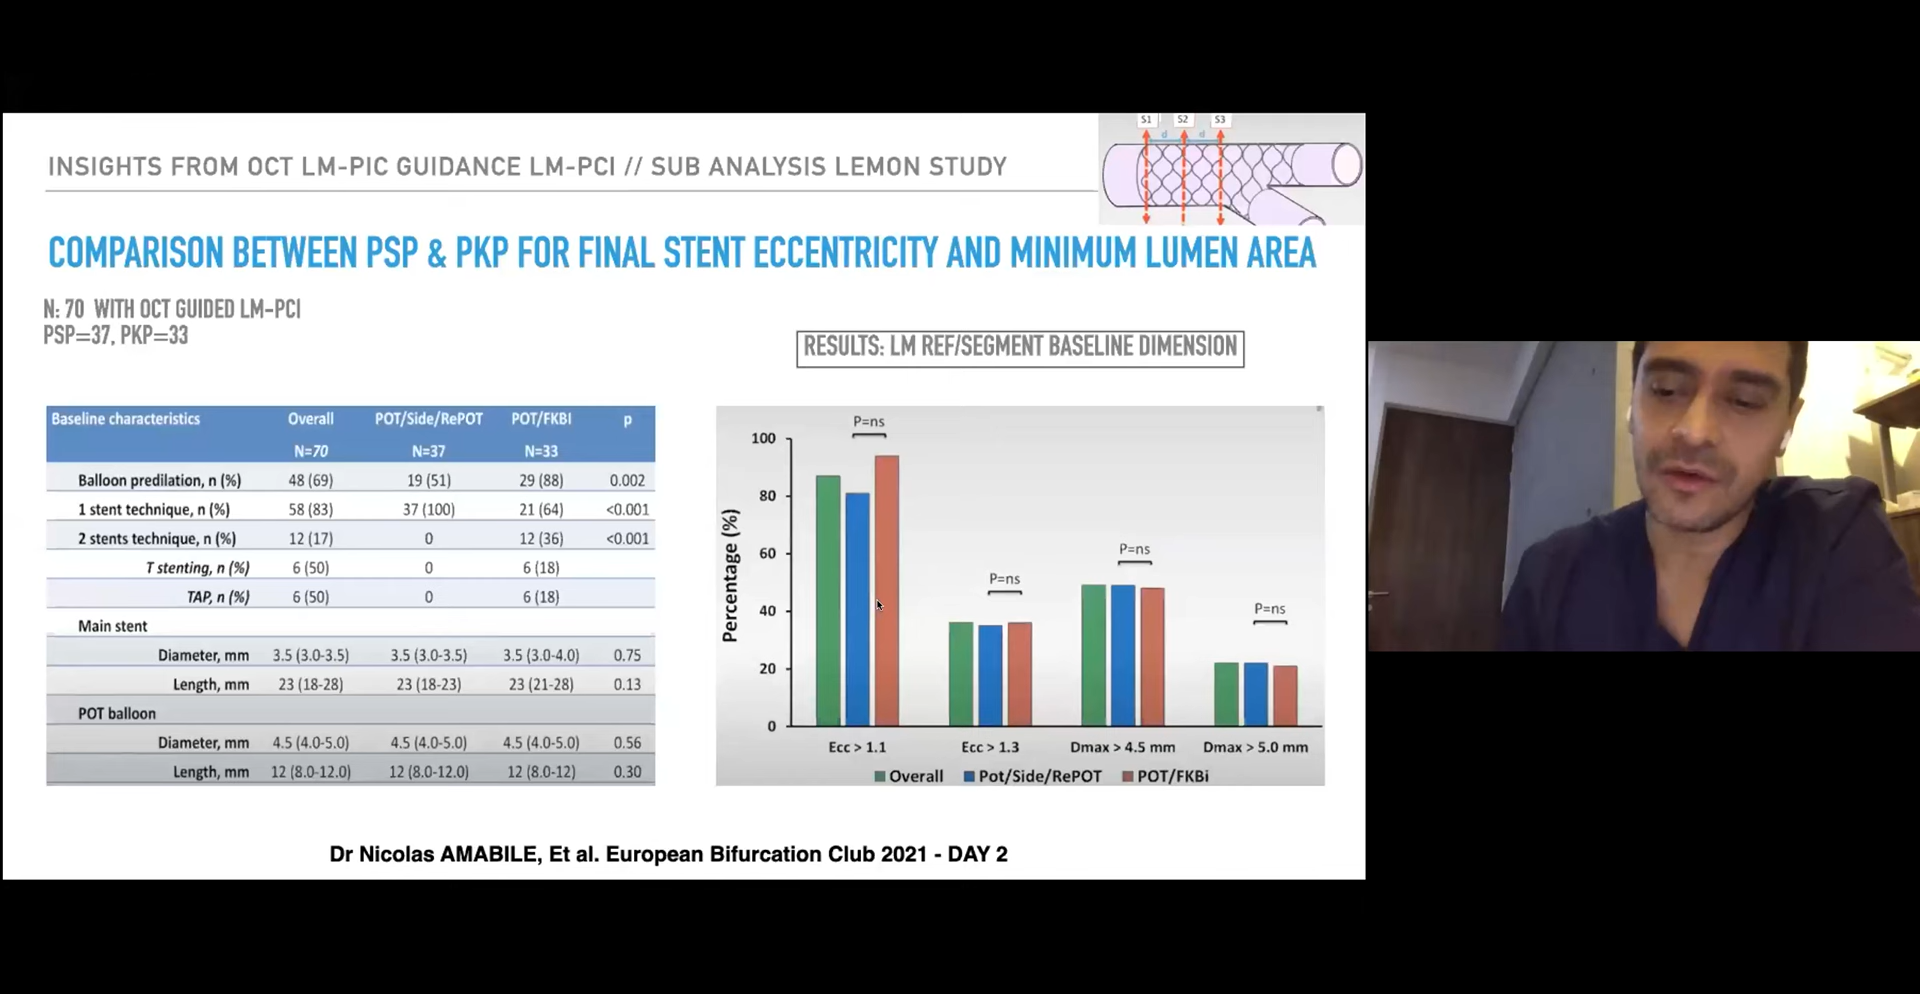 S1 S2 S3
d d
INSIGHTS FROM OCT LM-PIC GUIDANCE LM-PCI // SUB ANALYSIS LEMON STUDY
COMPARISON BETWEEN PSP & PKP FOR FINAL STENT ECCENTRICITY AND MINIMUM LUMEN AREA
N: 70 WITH OCT GUIDED LM-PCI
PSP=37, PKP=33
RESULTS: LM REF/SEGMENT BASELINE DIMENSION
Baseline characteristics Overall POT/Side/RePOT POT/FKBI p
N=70 N=37 N=33
Balloon predilation, n (%) 48 (69) 19 (51) 29 (88) 0.002
1 stent technique, n (%) 58 (83) 37 (100) 21 (64) <0.001
2 stents technique, n (%) 12 (17) 0 12 (36) <0.001
T stenting, n (%) 6 (50) 0 6 (18)
TAP, n (%) 6 (50) 0 6 (18)
Main stent
Diameter, mm 3.5 (3.0-3.5) 3.5 (3.0-3.5) 3.5 (3.0-4.0) 0.75
Length, mm 23 (18-28) 23 (18-23) 23 (21-28) 0.13
POT balloon
Diameter, mm 4.5 (4.0-5.0) 4.5 (4.0-5.0) 4.5 (4.0-5.0) 0.56
Length, mm 12 (8.0-12.0) 12 (8.0-12.0) 12 (8.0-12) 0.30
Percentage (%)
100
80
60
40
20
0
P=ns
P=ns
P=ns
P=ns
Ecc > 1.1 Ecc > 1.3 Dmax > 4.5 mm Dmax > 5.0 mm
Overall Pot/Side/RePOT POT/FKBi
Dr Nicolas AMABILE, Et al. European Bifurcation Club 2021 - DAY 2